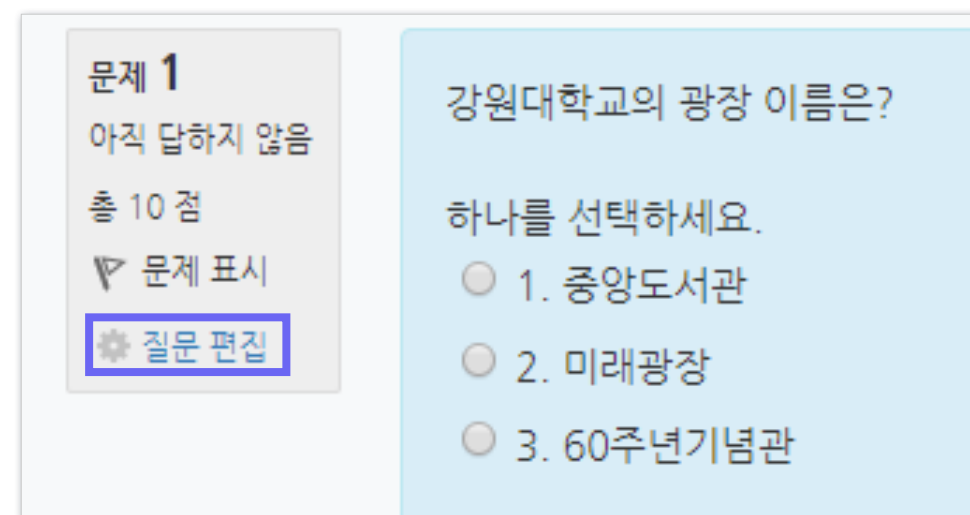 문제 1
아직 답하지 않음
총 10 점
문제 표시
질문 편집
강원대학교의 광장 이름은?
하나를 선택하세요.
1. 중앙도서관
2. 미래광장
3. 60주년기념관